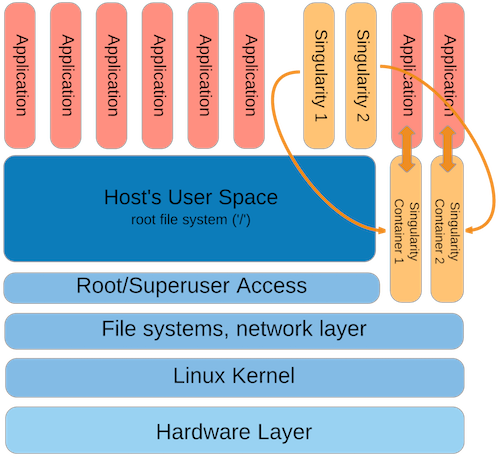 Application
Application
Application
Application
Application
Application
Singularity 1
Singularity 2
Application
Application
Host's User Space
root file system ('/')
Singularity
Container 1
Singularity
Container 2
Root/Superuser Access
File systems, network layer
Linux Kernel
Hardware Layer